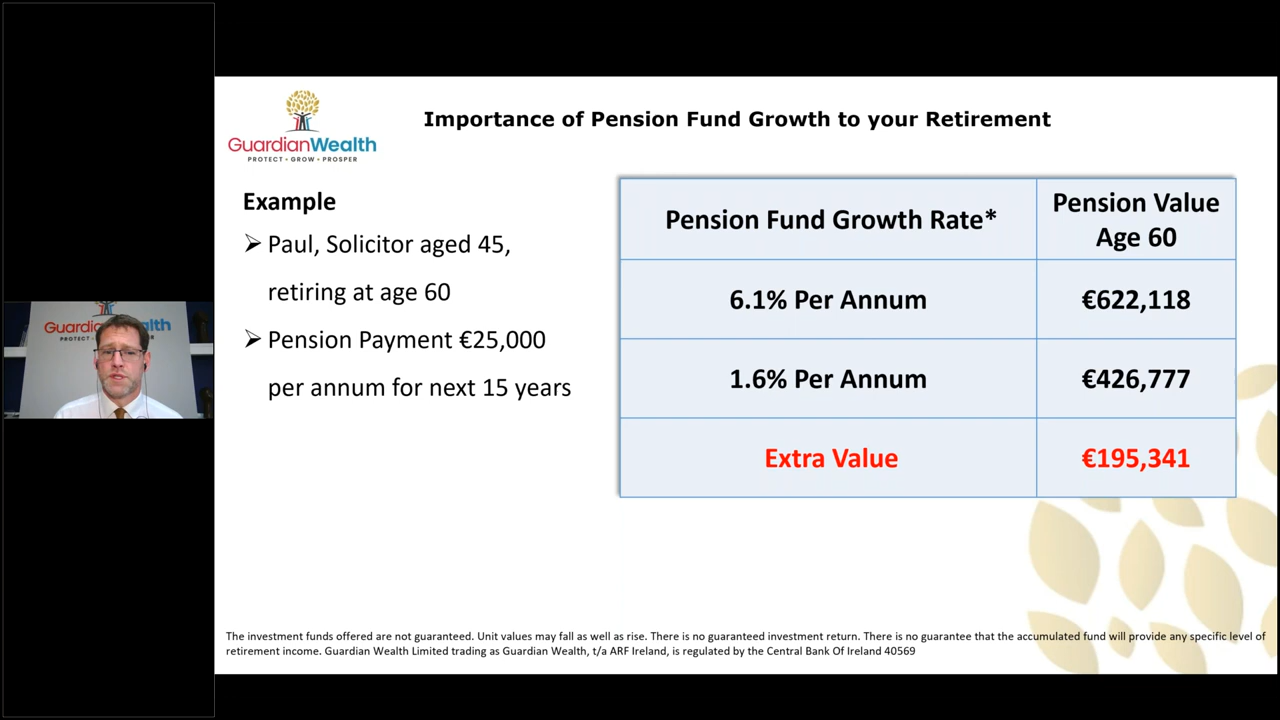 GuardianWealth
PROTECT • GROW • PROSPER
Importance of Pension Fund Growth to your Retirement
Example
➢ Paul, Solicitor aged 45,
retiring at age 60
➢ Pension Payment €25,000
per annum for next 15 years
Pension Fund Growth Rate*
Pension Value
Age 60
6.1% Per Annum
€622,118
1.6% Per Annum
€426,777
Extra Value
€195,341
The investment funds offered are not guaranteed. Unit values may fall as well as rise. There is no guaranteed investment return. There is no guarantee that the accumulated fund will provide any specific level of
retirement income. Guardian Wealth Limited trading as Guardian Wealth, t/a ARF Ireland, is regulated by the Central Bank Of Ireland 40569